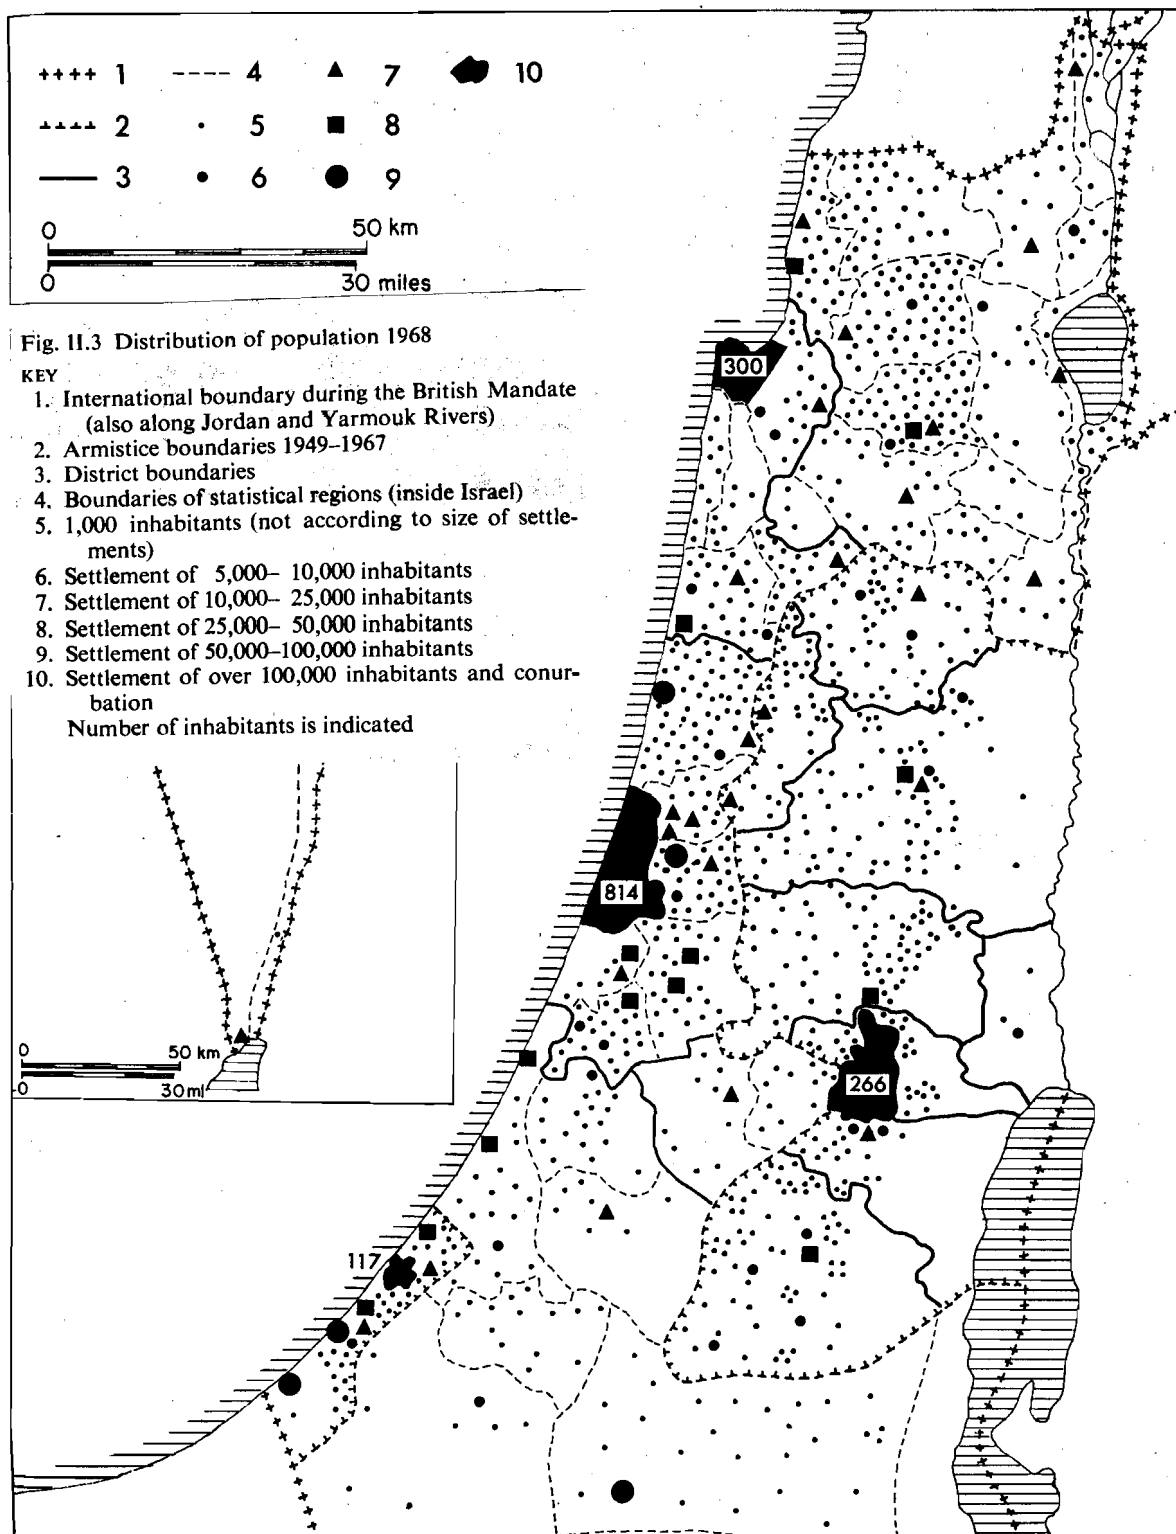 1 4 7 10
2 5 8
3 6 9
0 50 km
0 30 miles
Fig. II.3 Distribution of population 1968
KEY
1. International boundary during the British Mandate
(also along Jordan and Yarmouk Rivers)
2. Armistice boundaries 1949–1967
3. District boundaries
4. Boundaries of statistical regions (inside Israel)
5. 1,000 inhabitants (not according to size of settle-
ments)
6. Settlement of 5,000– 10,000 inhabitants
7. Settlement of 10,000– 25,000 inhabitants
8. Settlement of 25,000– 50,000 inhabitants
9. Settlement of 50,000–100,000 inhabitants
10. Settlement of over 100,000 inhabitants and conur-
bation
Number of inhabitants is indicated
300
814
266
117
0 50 km
0 30 ml